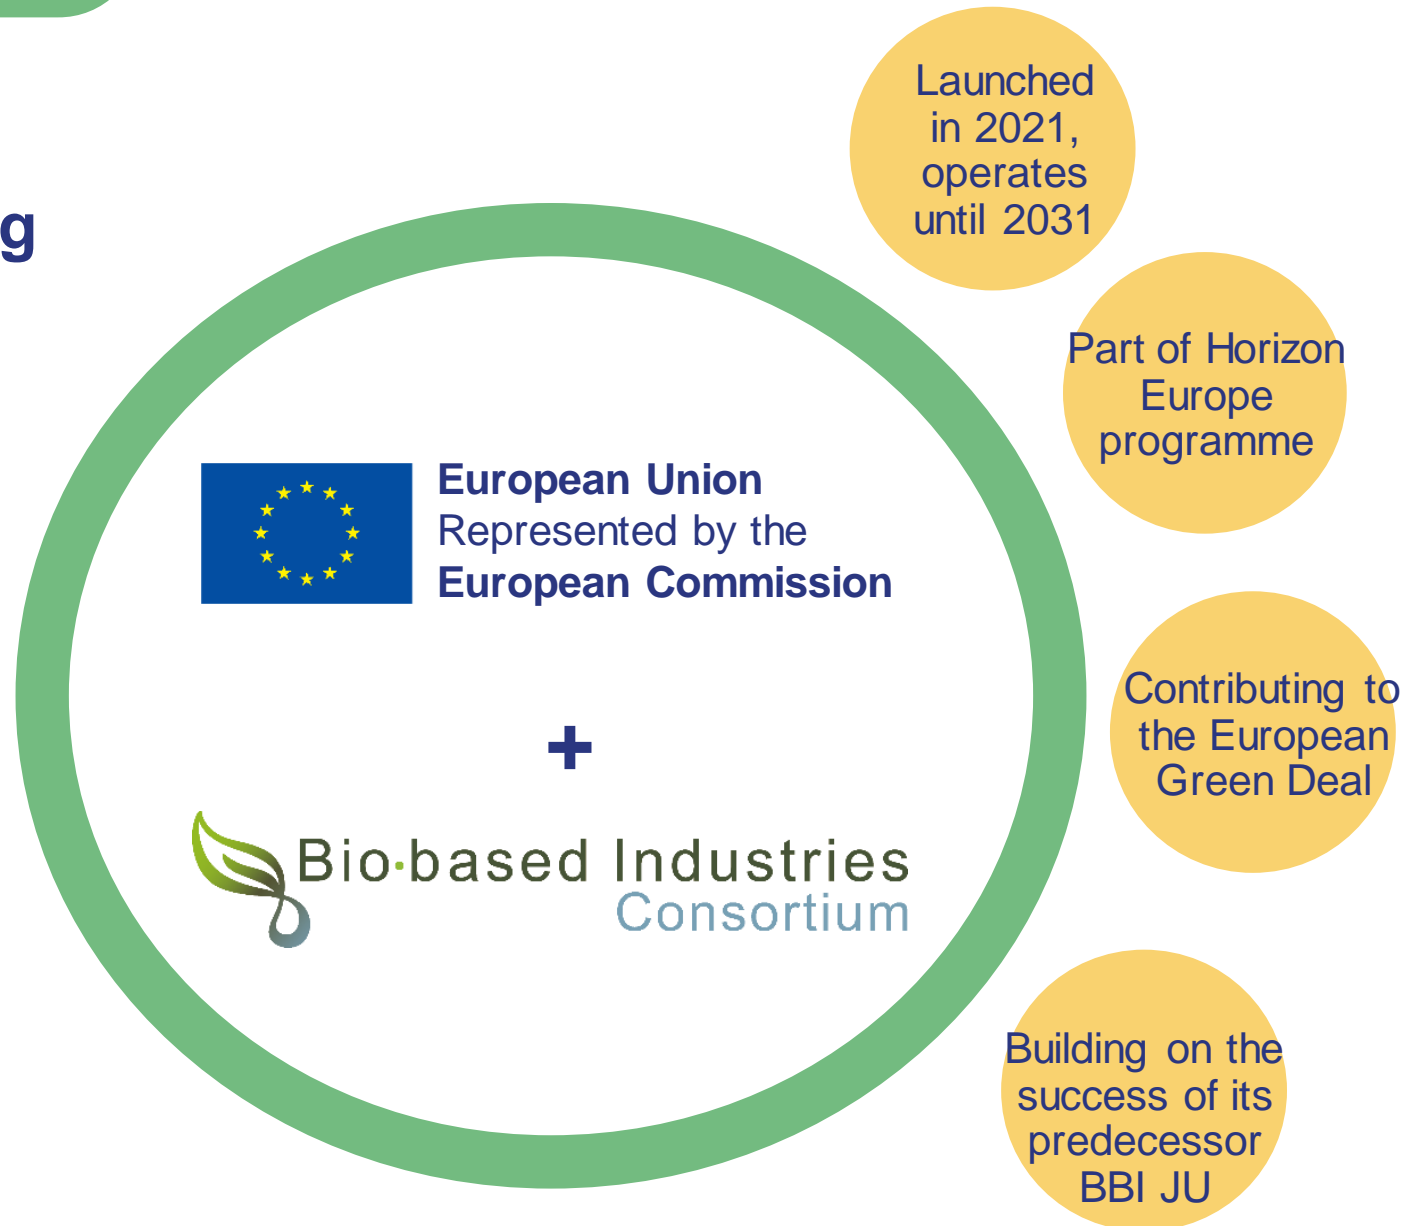 Launched
in 2021,
operates
until 2031
g
Part of Horizon
Europe
programme
European Union
Represented by the
European Commission
Contributing to
the European
Green Deal
+
Bio·based Industries
Consortium
Building on the
success of its
predecessor
BBI JU